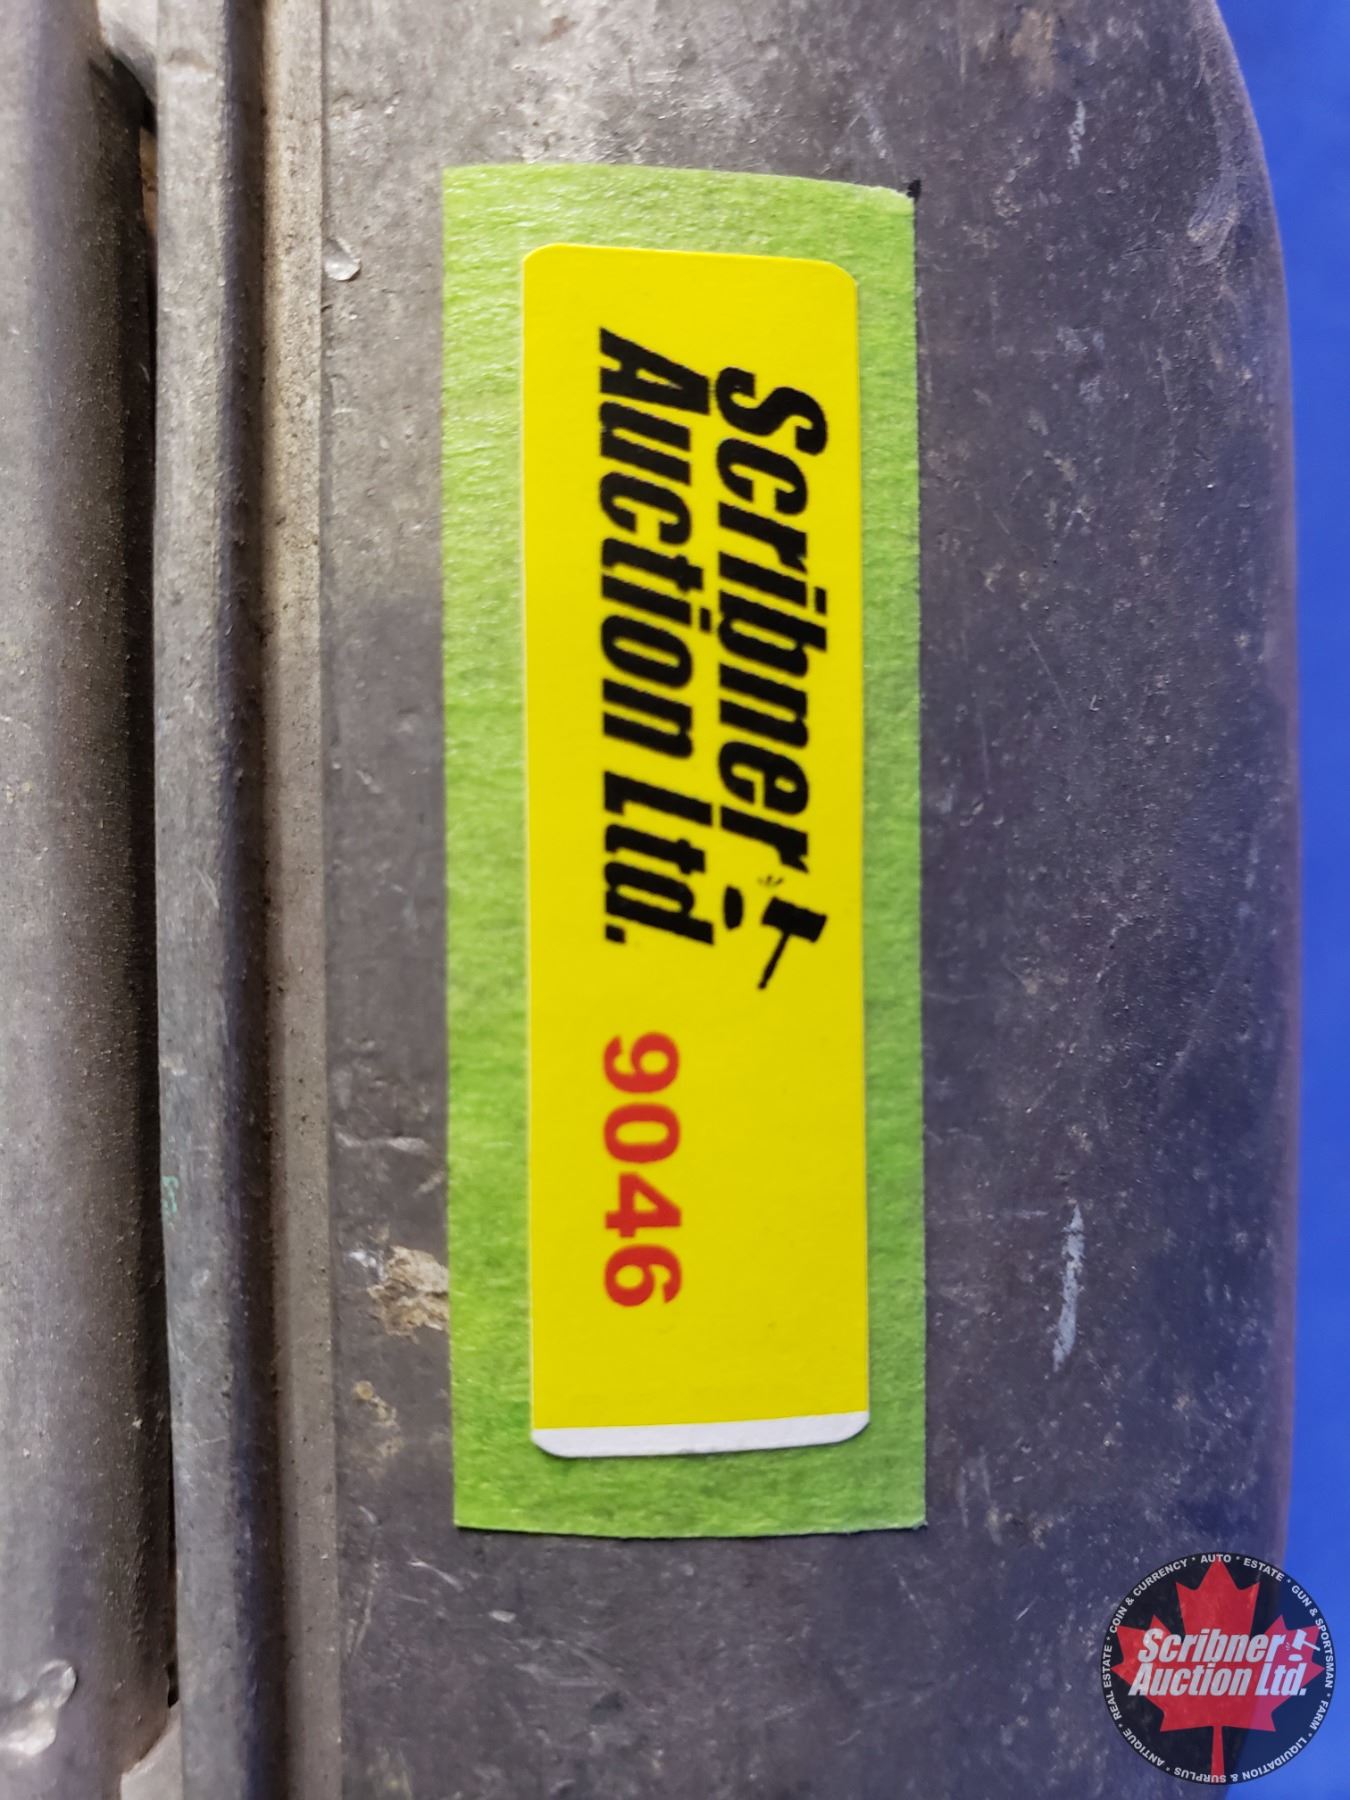 Scribner
Auction Ltd.
9046
Scribner
Auction Ltd.
ANTIQUE * REAL ESTATE * COIN & CURRENCY * AUTO * ESTATE * GUN & SPORTSMAN * FARM * LIQUIDATION & SURPLUS *